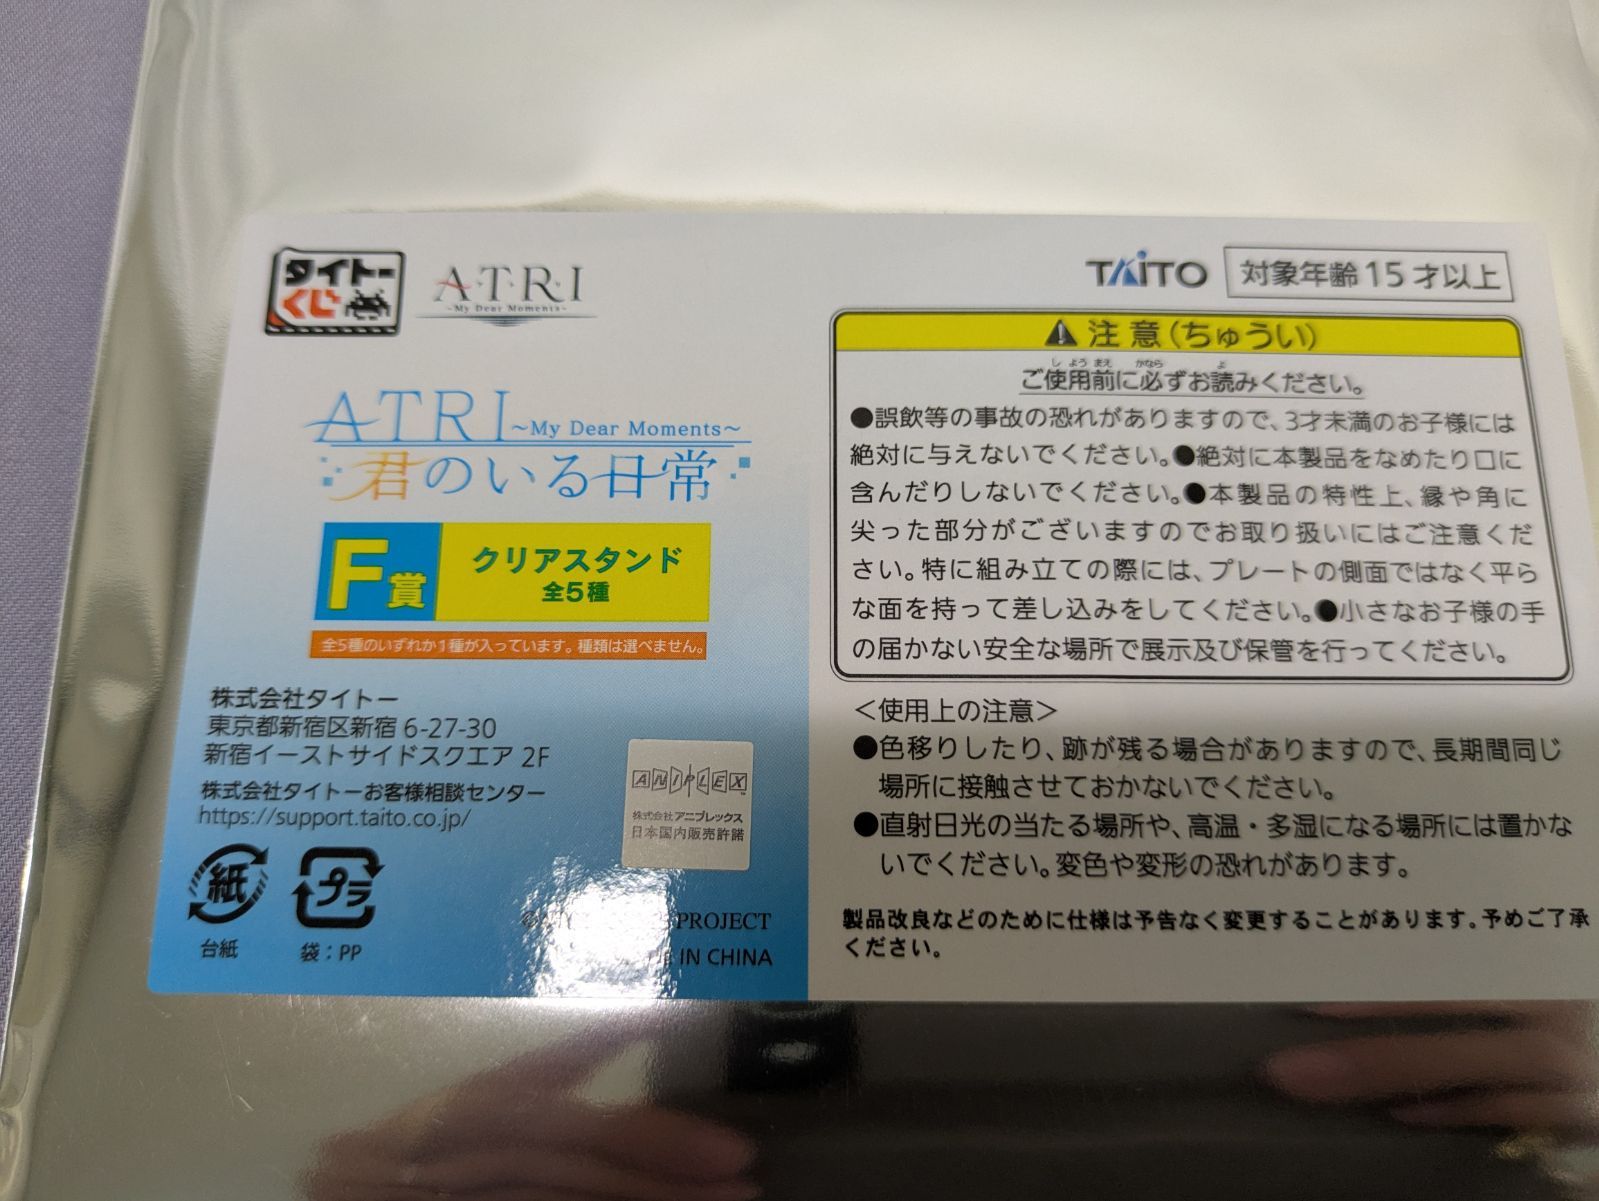 タイトー
くじ
ATRI
~My Dear Moments~
ATRI ~My Dear Moments~
君のいる日常
F賞
クリアスタンド
全5種
全5種のいずれか1種が入っています。種類は選べません。
株式会社タイトー
東京都新宿区新宿 6-27-30
新宿イーストサイドスクエア 2F
株式会社タイトーお客様相談センター
https://support.taito.co.jp/
ANIPLEX
株式会社アニプレックス
日本国内販売許諾
紙
プラ
台紙
袋:PP
PROJECT
IN CHINA
TAITO
対象年齢 15 才以上
注意(ちゅうい)
ご使用前に必ずお読みください。
●誤飲等の事故の恐れがありますので、3才未満のお子様には
絶対に与えないでください。●絶対に本製品をなめたり口に
含んだりしないでください。●本製品の特性上、縁や角に
尖った部分がございますのでお取り扱いにはご注意くだ
さい。特に組み立ての際には、プレートの側面ではなく平ら
な面を持って差し込みをしてください。●小さなお子様の手
の届かない安全な場所で展示及び保管を行ってください。
<使用上の注意>
●色移りしたり、跡が残る場合がありますので、長期間同じ
場所に接触させておかないでください。
●直射日光の当たる場所や、高温・多湿になる場所には置かな
いでください。変色や変形の恐れがあります。
製品改良などのために仕様は予告なく変更することがあります。予めご了承
ください。